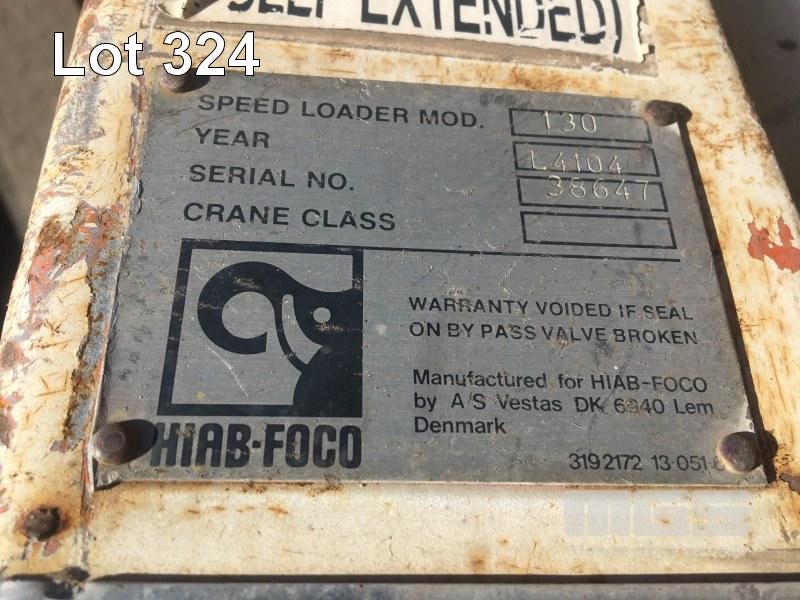 EXTENDED)
Lot 324
SPEED LOADER MOD. 130
YEAR L4104
SERIAL NO. 38647
CRANE CLASS
WARRANTY VOIDED IF SEAL
ON BY PASS VALVE BROKEN
Manufactured for HIAB-FOCO
by A/S Vestas DK 6940 Lem
Denmark
HIAB-FOCO
3192172 13-051-
MGS